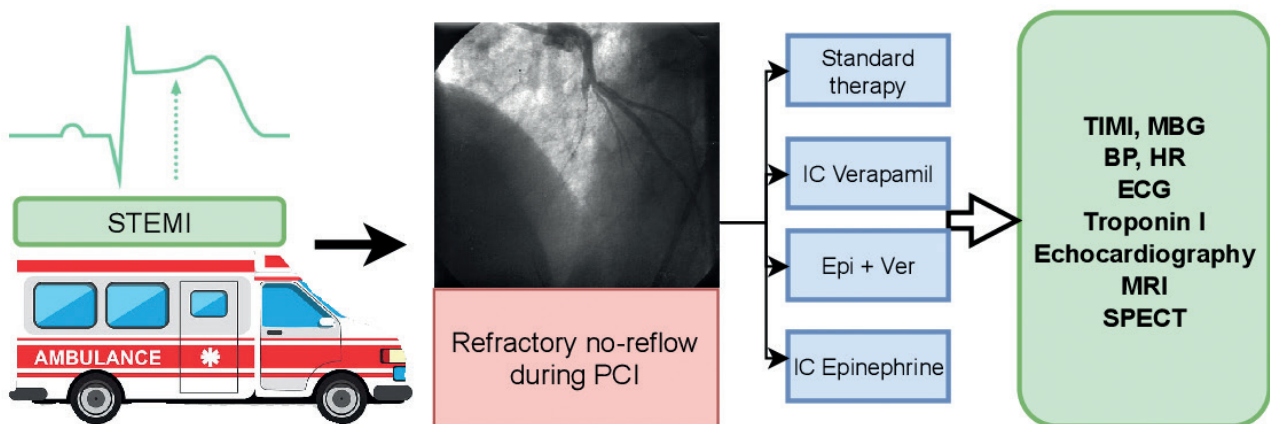 STEMI
AMBULANCE
Refractory no-reflow
during PCI
Standard
therapy
IC Verapamil
Epi + Ver
IC Epinephrine
TIMI, MBG
BP, HR
ECG
Troponin I
Echocardiography
MRI
SPECT